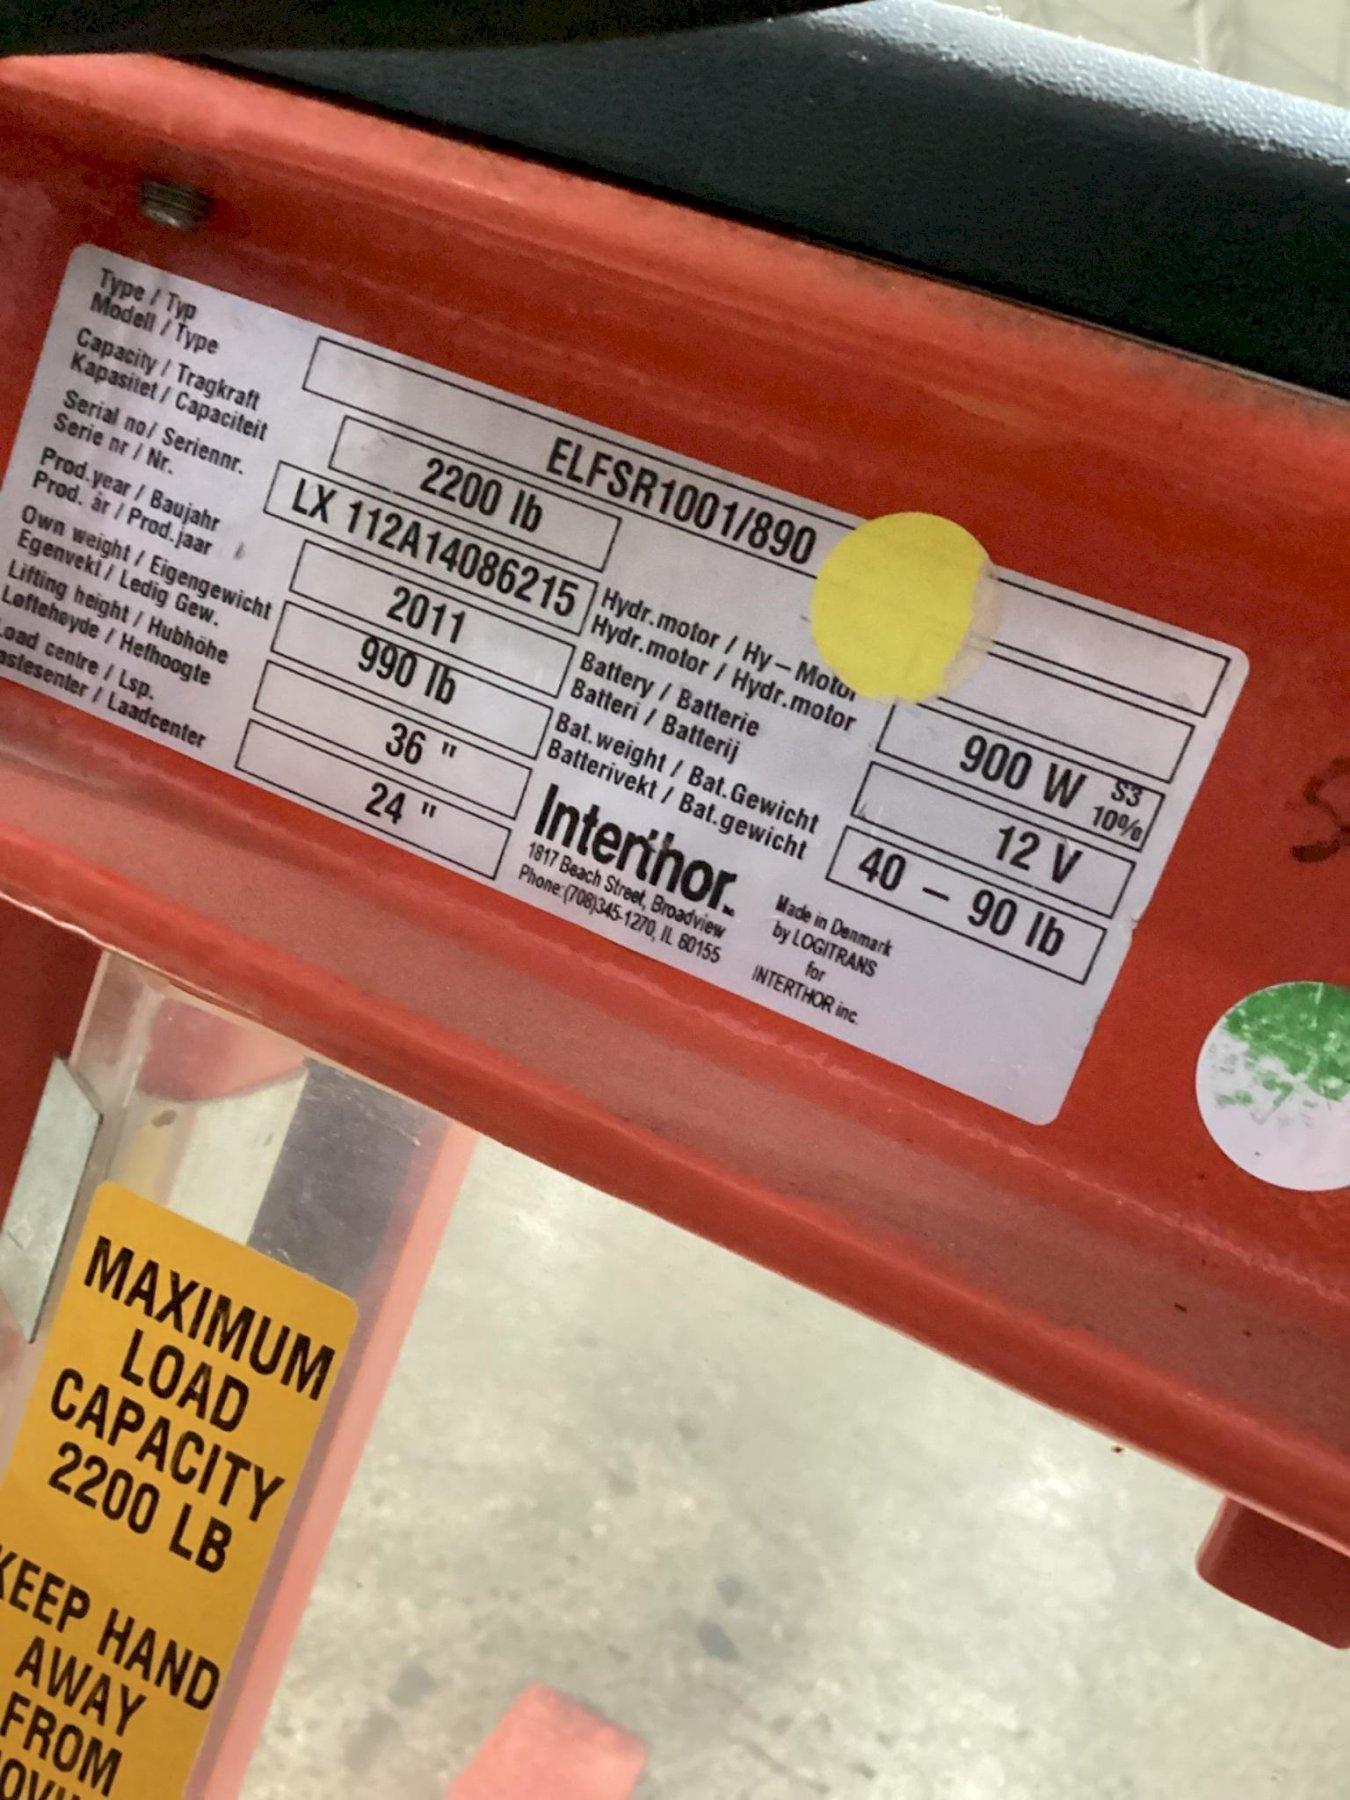 Type / Typ
Modell / Type
ELFSR1001/890
Capacity / Tragkraft
Kapasitet / Capaciteit
2200 lb
Serial no/ Seriennr.
Serie nr / Nr.
LX 112A14086215
Prod.year / Baujahr
Prod. år / Prod.jaar
2011
Own weight / Eigengewicht
Egenvekt / Ledig Gew.
990 lb
Lifting height / Hubhöhe
Løftehøyde / Hefhoogte
36 "
Load centre / Lsp.
Lastesenter / Laadcenter
24 "
Hydr.motor / Hy-Motor
Hydr.motor / Hydr.motor
900 W S3 10%
Battery / Batterie
Batteri / Batterij
12 V
Bat.weight / Bat.Gewicht
Batterivekt / Bat.gewicht
40 - 90 lb
Interthor
1817 Beach Street, Broadview
Phone:(708)345-1270, IL 60155
Made in Denmark
by LOGITRANS
for
INTERTHOR inc.
MAXIMUM
LOAD
CAPACITY
2200 LB
KEEP HAND
AWAY
FROM